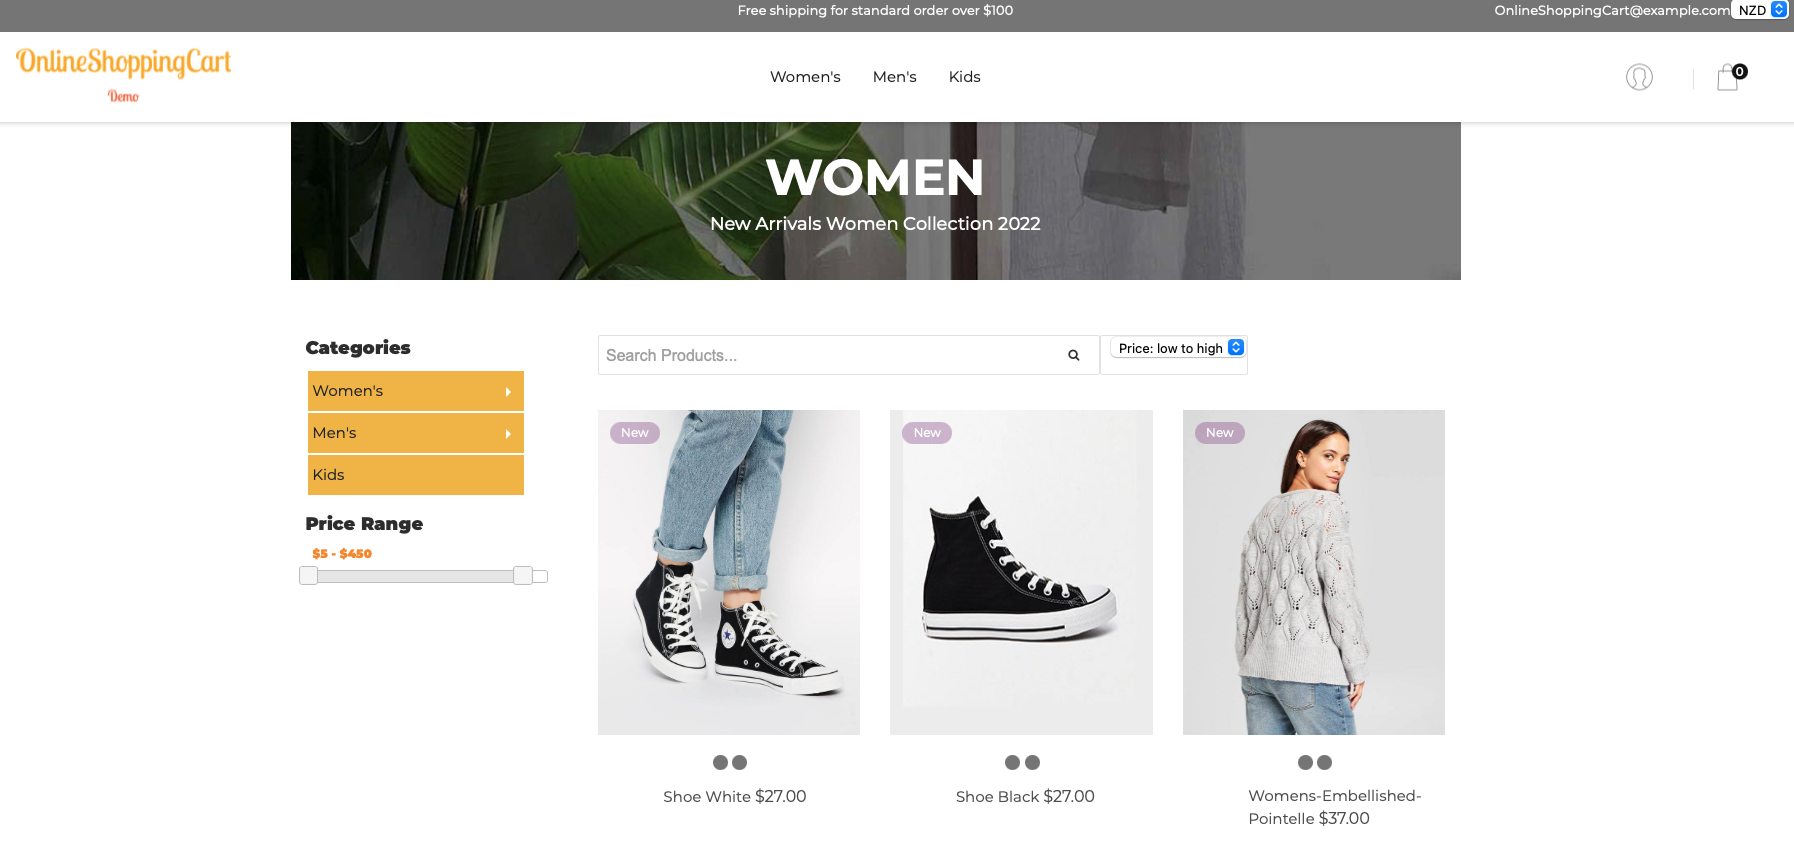 Free shipping for standard order over $100
OnlineShoppingCart@example.com
NZD
OnlineShoppingCart
Demo
Women's
Men's
Kids
0
WOMEN
New Arrivals Women Collection 2022
Categories
Women's
Men's
Kids
Price Range
$5 - $450
Search Products...
Price: low to high
New
New
New
Shoe White $27.00
Shoe Black $27.00
Womens-Embellished-
Pointelle $37.00